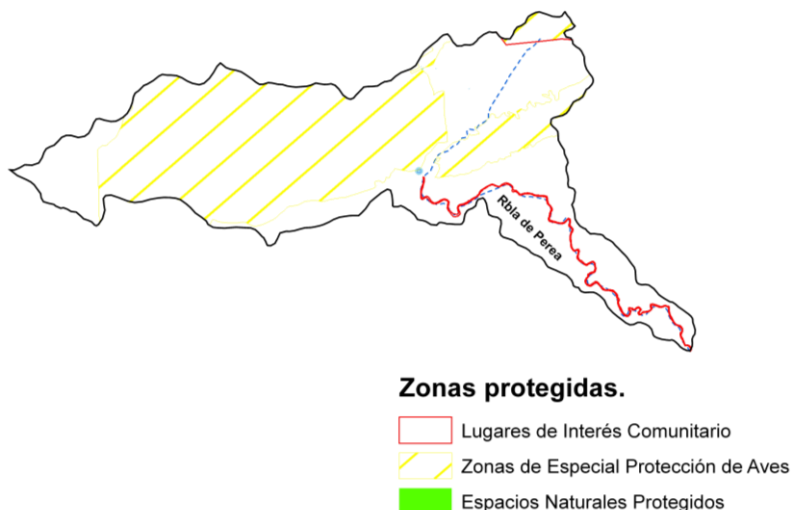 Rbla de Perea
Zonas protegidas.
Lugares de Interés Comunitario
Zonas de Especial Protección de Aves
Espacios Naturales Protegidos